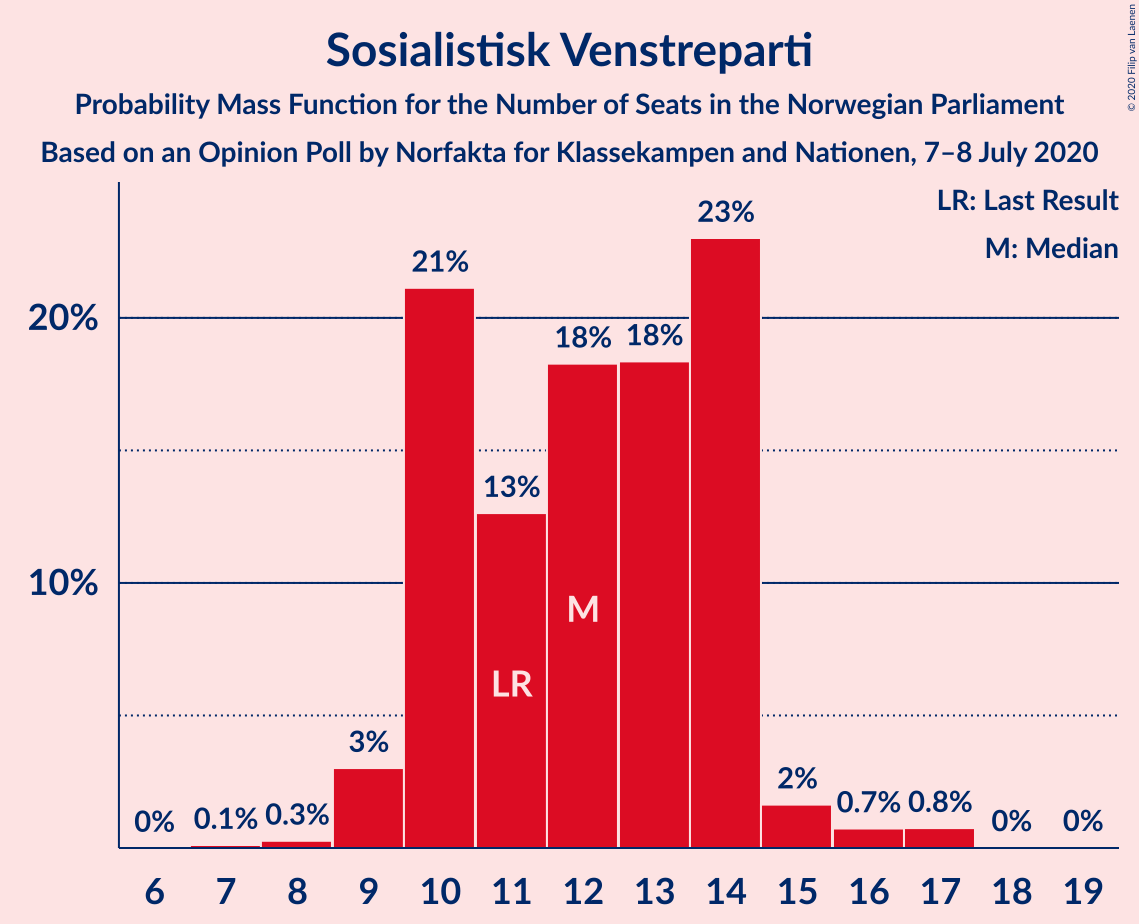 Sosialistisk Venstreparti
Probability Mass Function for the Number of Seats in the Norwegian Parliament
Based on an Opinion Poll by Norfakta for Klassekampen and Nationen, 7–8 July 2020
© 2020 Filip van Laenen
LR: Last Result
M: Median
20%
10%
0%
0.1%
0.3%
3%
21%
13%
18%
18%
23%
2%
0.7%
0.8%
0%
0%
LR
M
6 7 8 9 10 11 12 13 14 15 16 17 18 19